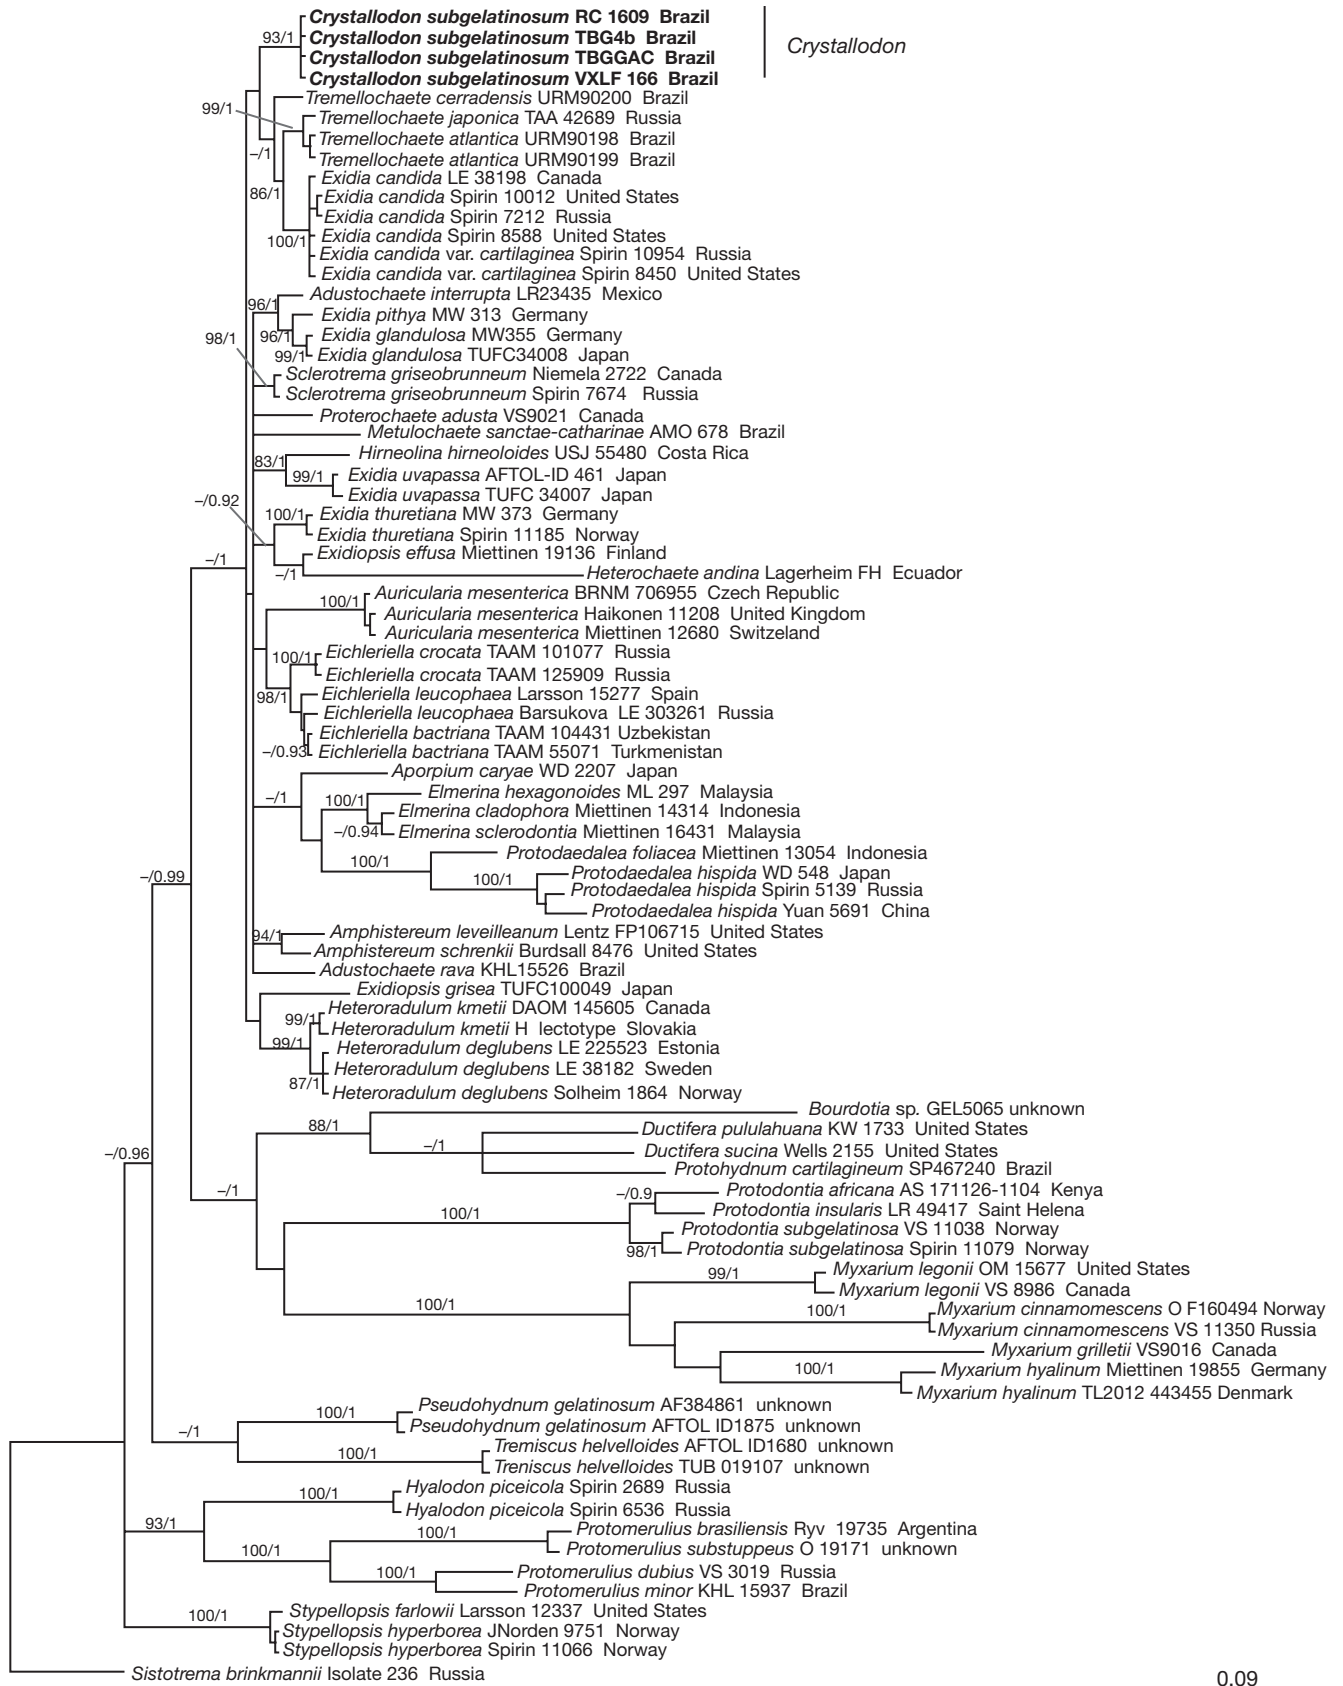 Crystallodon subgelatinosum RC 1609 Brazil
93/1
Crystallodon subgelatinosum TBG4b Brazil
Crystallodon
Crystallodon subgelatinosum TBGGAC Brazil
Crystallodon subgelatinosum VXLF 166 Brazil
Tremellochaete cerradensis URM90200 Brazil
99/1
Tremellochaete japonica TAA 42689 Russia
Tremellochaete atlantica URM90198 Brazil
–/1
Tremellochaete atlantica URM90199 Brazil
Exidia candida LE 38198 Canada
86/1
Exidia candida Spirin 10012 United States
Exidia candida Spirin 7212 Russia
100/1
Exidia candida Spirin 8588 United States
Exidia candida var. cartilaginea Spirin 10954 Russia
Exidia candida var. cartilaginea Spirin 8450 United States
Adustochaete interrupta LR23435 Mexico
96/1
Exidia pithya MW 313 Germany
98/1
96/1
Exidia glandulosa MW355 Germany
99/1
Exidia glandulosa TUFC34008 Japan
Sclerotrema griseobrunneum Niemela 2722 Canada
Sclerotrema griseobrunneum Spirin 7674 Russia
Proterochaete adusta VS9021 Canada
Metulochaete sanctae-catharinae AMO 678 Brazil
Hirneolina hirneoloides USJ 55480 Costa Rica
83/1
99/1
Exidia uvapassa AFTOL-ID 461 Japan
Exidia uvapassa TUFC 34007 Japan
–/0.92
100/1
Exidia thuretiana MW 373 Germany
Exidia thuretiana Spirin 11185 Norway
Exidiopsis effusa Miettinen 19136 Finland
–/1
–/1
Heterochaete andina Lagerheim FH Ecuador
Auricularia mesenterica BRNM 706955 Czech Republic
100/1
Auricularia mesenterica Haikonen 11208 United Kingdom
Auricularia mesenterica Miettinen 12680 Switzeland
Eichleriella crocata TAAM 101077 Russia
100/1
Eichleriella crocata TAAM 125909 Russia
98/1
Eichleriella leucophaea Larsson 15277 Spain
Eichleriella leucophaea Barsukova LE 303261 Russia
Eichleriella bactriana TAAM 104431 Uzbekistan
–/0.93
Eichleriella bactriana TAAM 55071 Turkmenistan
Aporpium caryae WD 2207 Japan
–/1
100/1
Elmerina hexagonoides ML 297 Malaysia
Elmerina cladophora Miettinen 14314 Indonesia
–/0.94
Elmerina sclerodontia Miettinen 16431 Malaysia
Protodaedalea foliacea Miettinen 13054 Indonesia
100/1
–/0.99
100/1
Protodaedalea hispida WD 548 Japan
Protodaedalea hispida Spirin 5139 Russia
Protodaedalea hispida Yuan 5691 China
94/1
Amphistereum leveilleanum Lentz FP106715 United States
Amphistereum schrenkii Burdsall 8476 United States
Adustochaete rava KHL15526 Brazil
Exidiopsis grisea TUFC100049 Japan
Heteroradulum kmetii DAOM 145605 Canada
99/1
Heteroradulum kmetii H lectotype Slovakia
99/1
Heteroradulum deglubens LE 225523 Estonia
Heteroradulum deglubens LE 38182 Sweden
87/1
Heteroradulum deglubens Solheim 1864 Norway
Bourdotia sp. GEL5065 unknown
88/1
Ductifera pululahuana KW 1733 United States
–/0.96
–/1
Ductifera sucina Wells 2155 United States
Protohydnum cartilagineum SP467240 Brazil
–/1
–/0.9
Protodontia africana AS 171126-1104 Kenya
100/1
Protodontia insularis LR 49417 Saint Helena
Protodontia subgelatinosa VS 11038 Norway
98/1
Protodontia subgelatinosa Spirin 11079 Norway
99/1
Myxarium legonii OM 15677 United States
Myxarium legonii VS 8986 Canada
100/1
100/1
Myxarium cinnamomescens O F160494 Norway
Myxarium cinnamomescens VS 11350 Russia
Myxarium grilletii VS9016 Canada
100/1
Myxarium hyalinum Miettinen 19855 Germany
Myxarium hyalinum TL2012 443455 Denmark
Pseudohydnum gelatinosum AF384861 unknown
100/1
Pseudohydnum gelatinosum AFTOL ID1875 unknown
–/1
Tremiscus helvelloides AFTOL ID1680 unknown
100/1
Treniscus helvelloides TUB 019107 unknown
Hyalodon piceicola Spirin 2689 Russia
100/1
Hyalodon piceicola Spirin 6536 Russia
93/1
100/1
Protomerulius brasiliensis Ryv 19735 Argentina
100/1
Protomerulius substuppeus O 19171 unknown
100/1
Protomerulius dubius VS 3019 Russia
Protomerulius minor KHL 15937 Brazil
100/1
Stypellopsis farlowii Larsson 12337 United States
Stypellopsis hyperborea JNorden 9751 Norway
Stypellopsis hyperborea Spirin 11066 Norway
Sistotrema brinkmannii Isolate 236 Russia
0.09